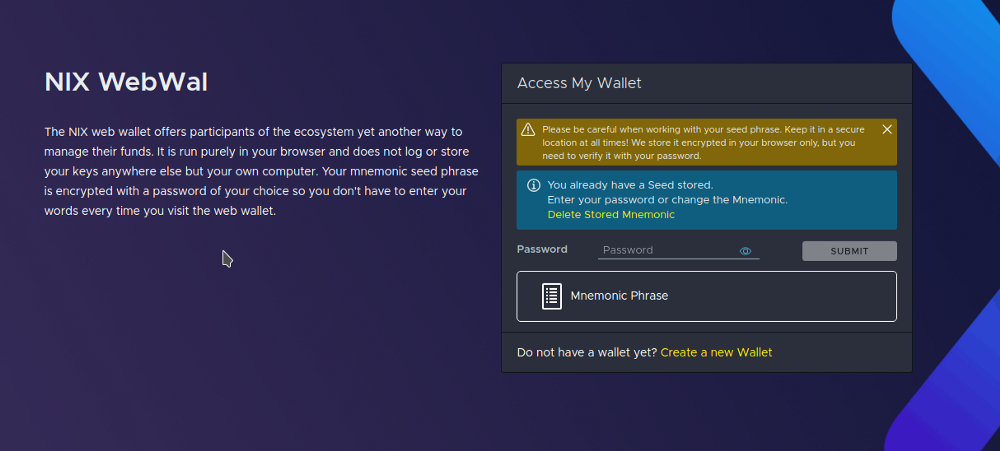 NIX WebWal
The NIX web wallet offers participants of the ecosystem yet another way to
manage their funds. It is run purely in your browser and does not log or store
your keys anywhere else but your own computer. Your mnemonic seed phrase
is encrypted with a password of your choice so you don't have to enter your
words every time you visit the web wallet.
Access My Wallet
Please be careful when working with your seed phrase. Keep it in a secure
location at all times! We store it encrypted in your browser only, but you
need to verify it with your password.
You already have a Seed stored.
Enter your password or change the Mnemonic.
Delete Stored Mnemonic
Password Password SUBMIT
Mnemonic Phrase
Do not have a wallet yet? Create a new Wallet